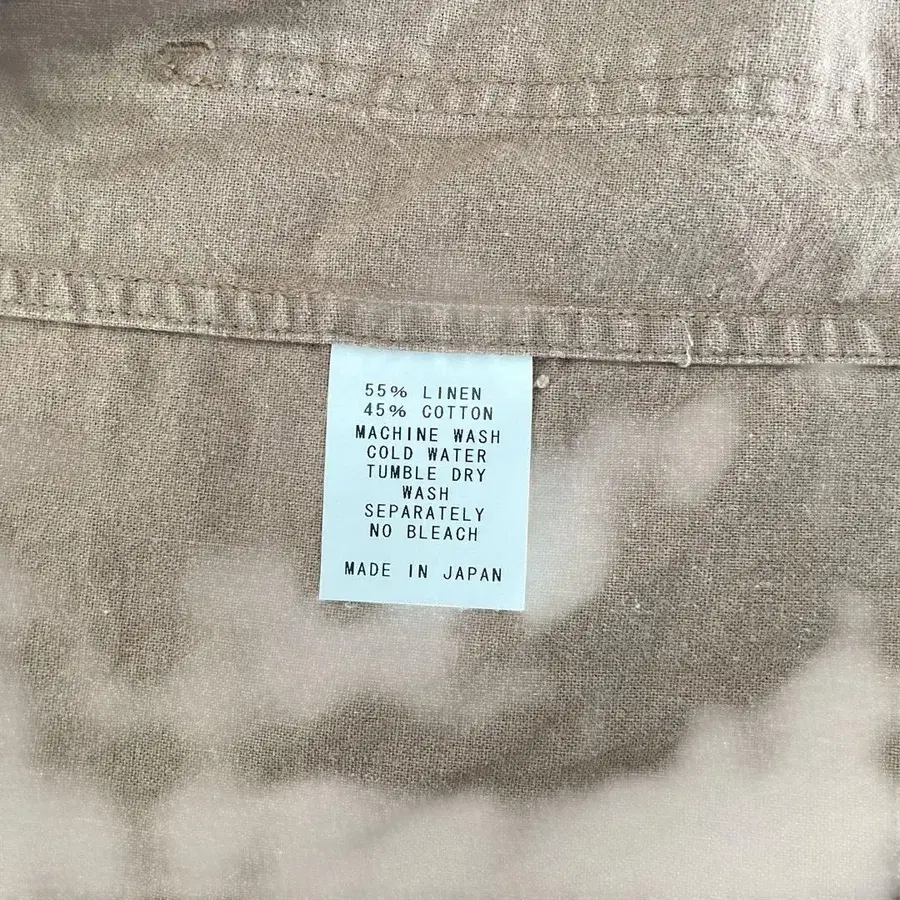 55% LINEN
45% COTTON
MACHINE WASH
COLD WATER
TUMBLE DRY
WASH
SEPARATELY
NO BLEACH
MADE IN JAPAN